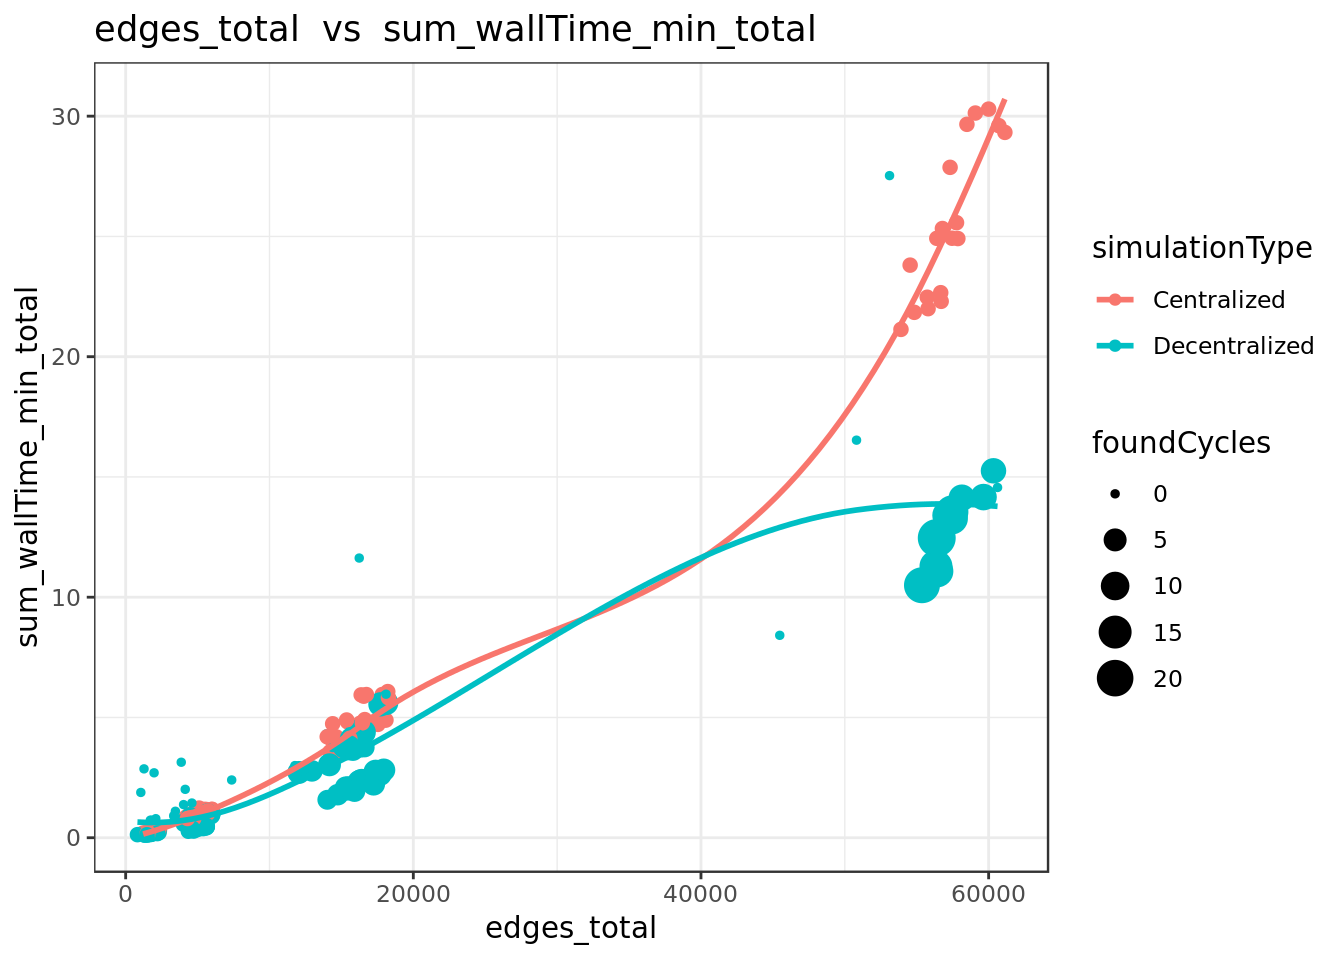 edges_total  vs  sum_wallTime_min_total
sum_wallTime_min_total
30
20
10
0
0
20000
40000
60000
edges_total
simulationType
Centralized
Decentralized
foundCycles
0
5
10
15
20